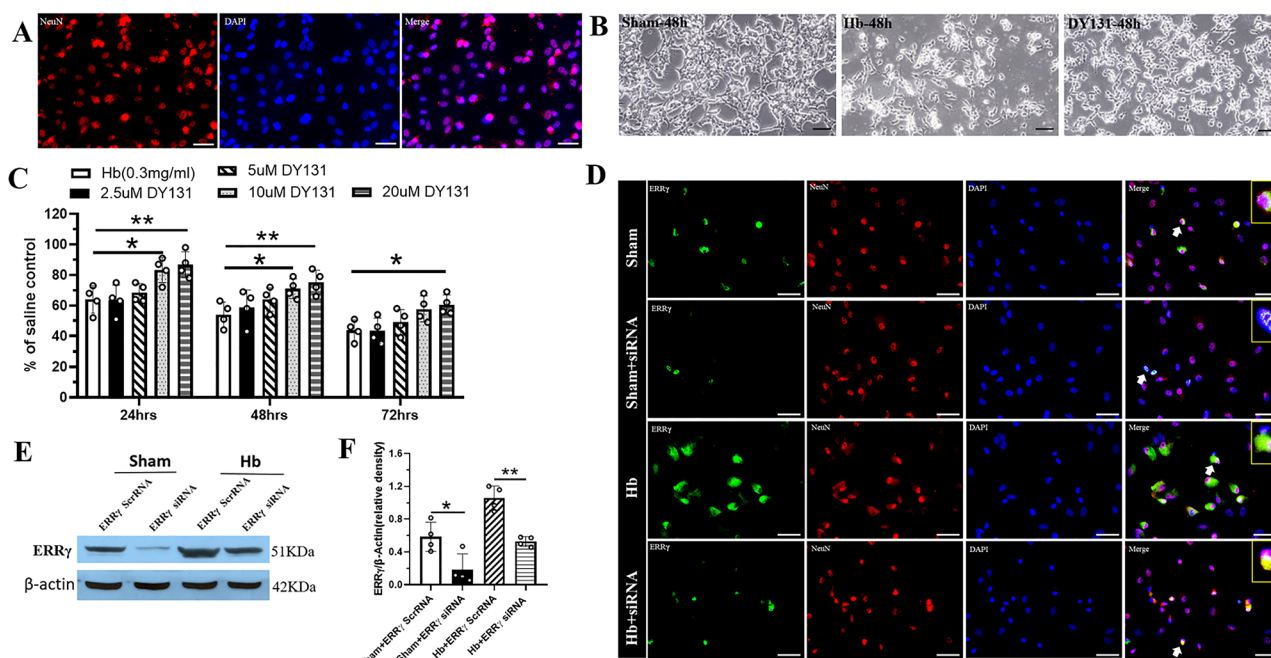 A
NeuN
DAPI
Merge
B
Sham-48h
Hb-48h
DY131-48h
C
Hb(0.3mg/ml)
5uM DY131
2.5uM DY131
10uM DY131
20uM DY131
% of saline control
120
100
80
60
40
20
0
**
*
**
*
*
24hrs
48hrs
72hrs
D
ERRγ
NeuN
DAPI
Merge
Sham
ERRγ
NeuN
DAPI
Merge
Sham+siRNA
ERRγ
NeuN
DAPI
Merge
Hb
ERRγ
NeuN
DAPI
Merge
Hb+siRNA
E
Sham
Hb
ERRγ ScrRNA
ERRγ siRNA
ERRγ ScrRNA
ERRγ siRNA
ERRγ
51KDa
β-actin
42KDa
F
ERRγ/β-Actin(relative density)
1.6
1.2
0.8
0.4
0.0
*
**
ham+ERRγ ScrRNA
Sham+ERRγ siRNA
Hb+ERRγ ScrRNA
Hb+ERRγ siRNA